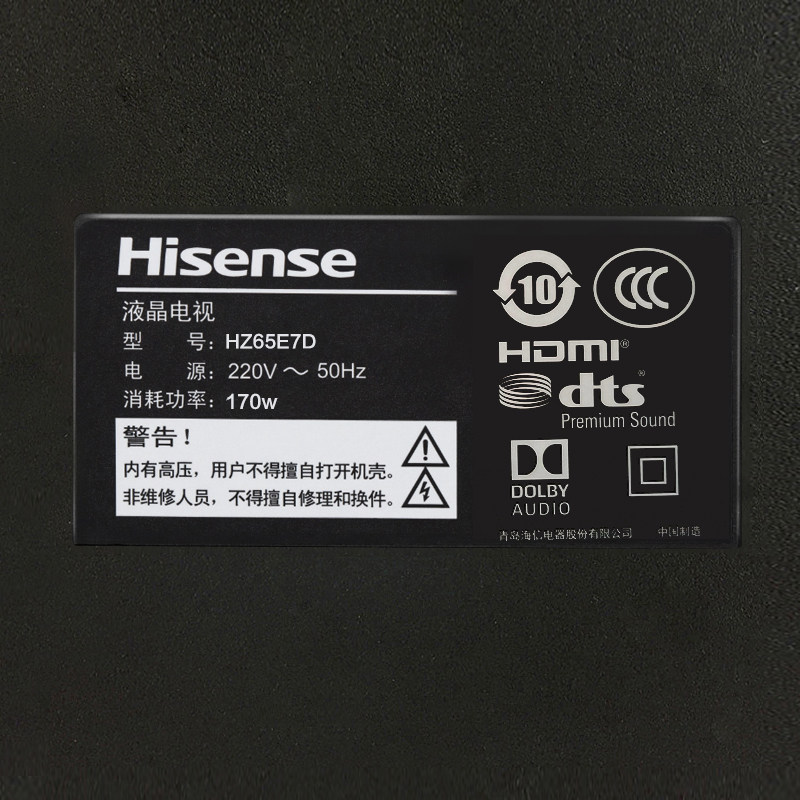 Hisense
液晶电视
型 号: HZ65E7D
电 源: 220V ～ 50Hz
消耗功率: 170w
警告！
内有高压，用户不得擅自打开机壳。
非维修人员，不得擅自修理和换件。
10
CCC
HDMI®
dts®
Premium Sound
DOLBY
AUDIO
青岛海信电器股份有限公司 中国制造